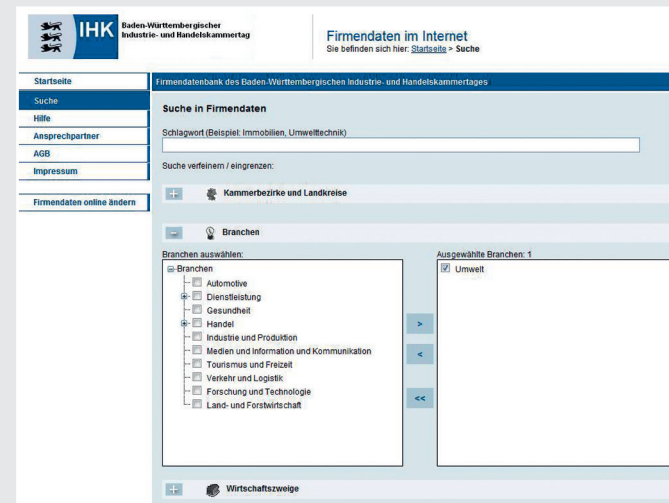 IHK
Baden-Württembergischer
Industrie- und Handelskammertag
Firmendaten im Internet
Sie befinden sich hier: Startseite > Suche
Startseite
Suche
Hilfe
Ansprechpartner
AGB
Impressum
Firmendaten online ändern
Firmendatenbank des Baden-Württembergischen Industrie- und Handelskammertages
Suche in Firmendaten
Schlagwort (Beispiel: Immobilien, Umwelttechnik)
Suche verfeinern / eingrenzen:
+ Kammerbezirke und Landkreise
- Branchen
Branchen auswählen:
Branchen
Automotive
Dienstleistung
Gesundheit
Handel
Industrie und Produktion
Medien und Information und Kommunikation
Tourismus und Freizeit
Verkehr und Logistik
Forschung und Technologie
Land- und Forstwirtschaft
>
<
<<
Ausgewählte Branchen: 1
Umwelt
+ Wirtschaftszweige